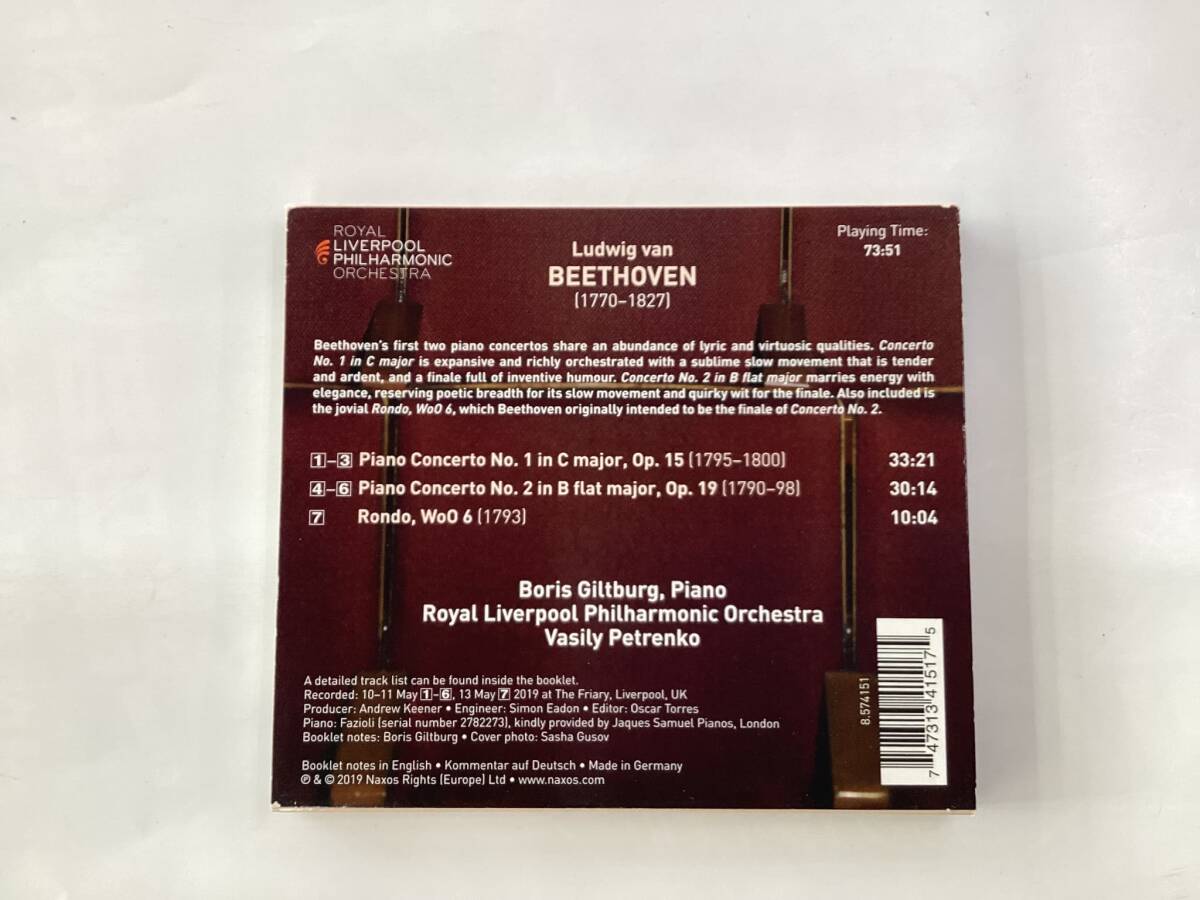 ROYAL
LIVERPOOL
PHILHARMONIC
ORCHESTRA
Ludwig van
BEETHOVEN
(1770–1827)
Playing Time:
73:51
Beethoven's first two piano concertos share an abundance of lyric and virtuosic qualities. Concerto
No. 1 in C major is expansive and richly orchestrated with a sublime slow movement that is tender
and ardent, and a finale full of inventive humour. Concerto No. 2 in B flat major marries energy with
elegance, reserving poetic breadth for its slow movement and quirky wit for the finale. Also included is
the jovial Rondo, WoO 6, which Beethoven originally intended to be the finale of Concerto No. 2.
1–3 Piano Concerto No. 1 in C major, Op. 15 (1795–1800) 33:21
4–6 Piano Concerto No. 2 in B flat major, Op. 19 (1790–98) 30:14
7 Rondo, WoO 6 (1793) 10:04
Boris Giltburg, Piano
Royal Liverpool Philharmonic Orchestra
Vasily Petrenko
A detailed track list can be found inside the booklet.
Recorded: 10–11 May 1–6, 13 May 7 2019 at The Friary, Liverpool, UK
Producer: Andrew Keener • Engineer: Simon Eadon • Editor: Oscar Torres
Piano: Fazioli (serial number 2782273), kindly provided by Jaques Samuel Pianos, London
Booklet notes: Boris Giltburg • Cover photo: Sasha Gusov
Booklet notes in English • Kommentar auf Deutsch • Made in Germany
℗ & © 2019 Naxos Rights (Europe) Ltd • www.naxos.com
8.574151
7 47313 41517 5